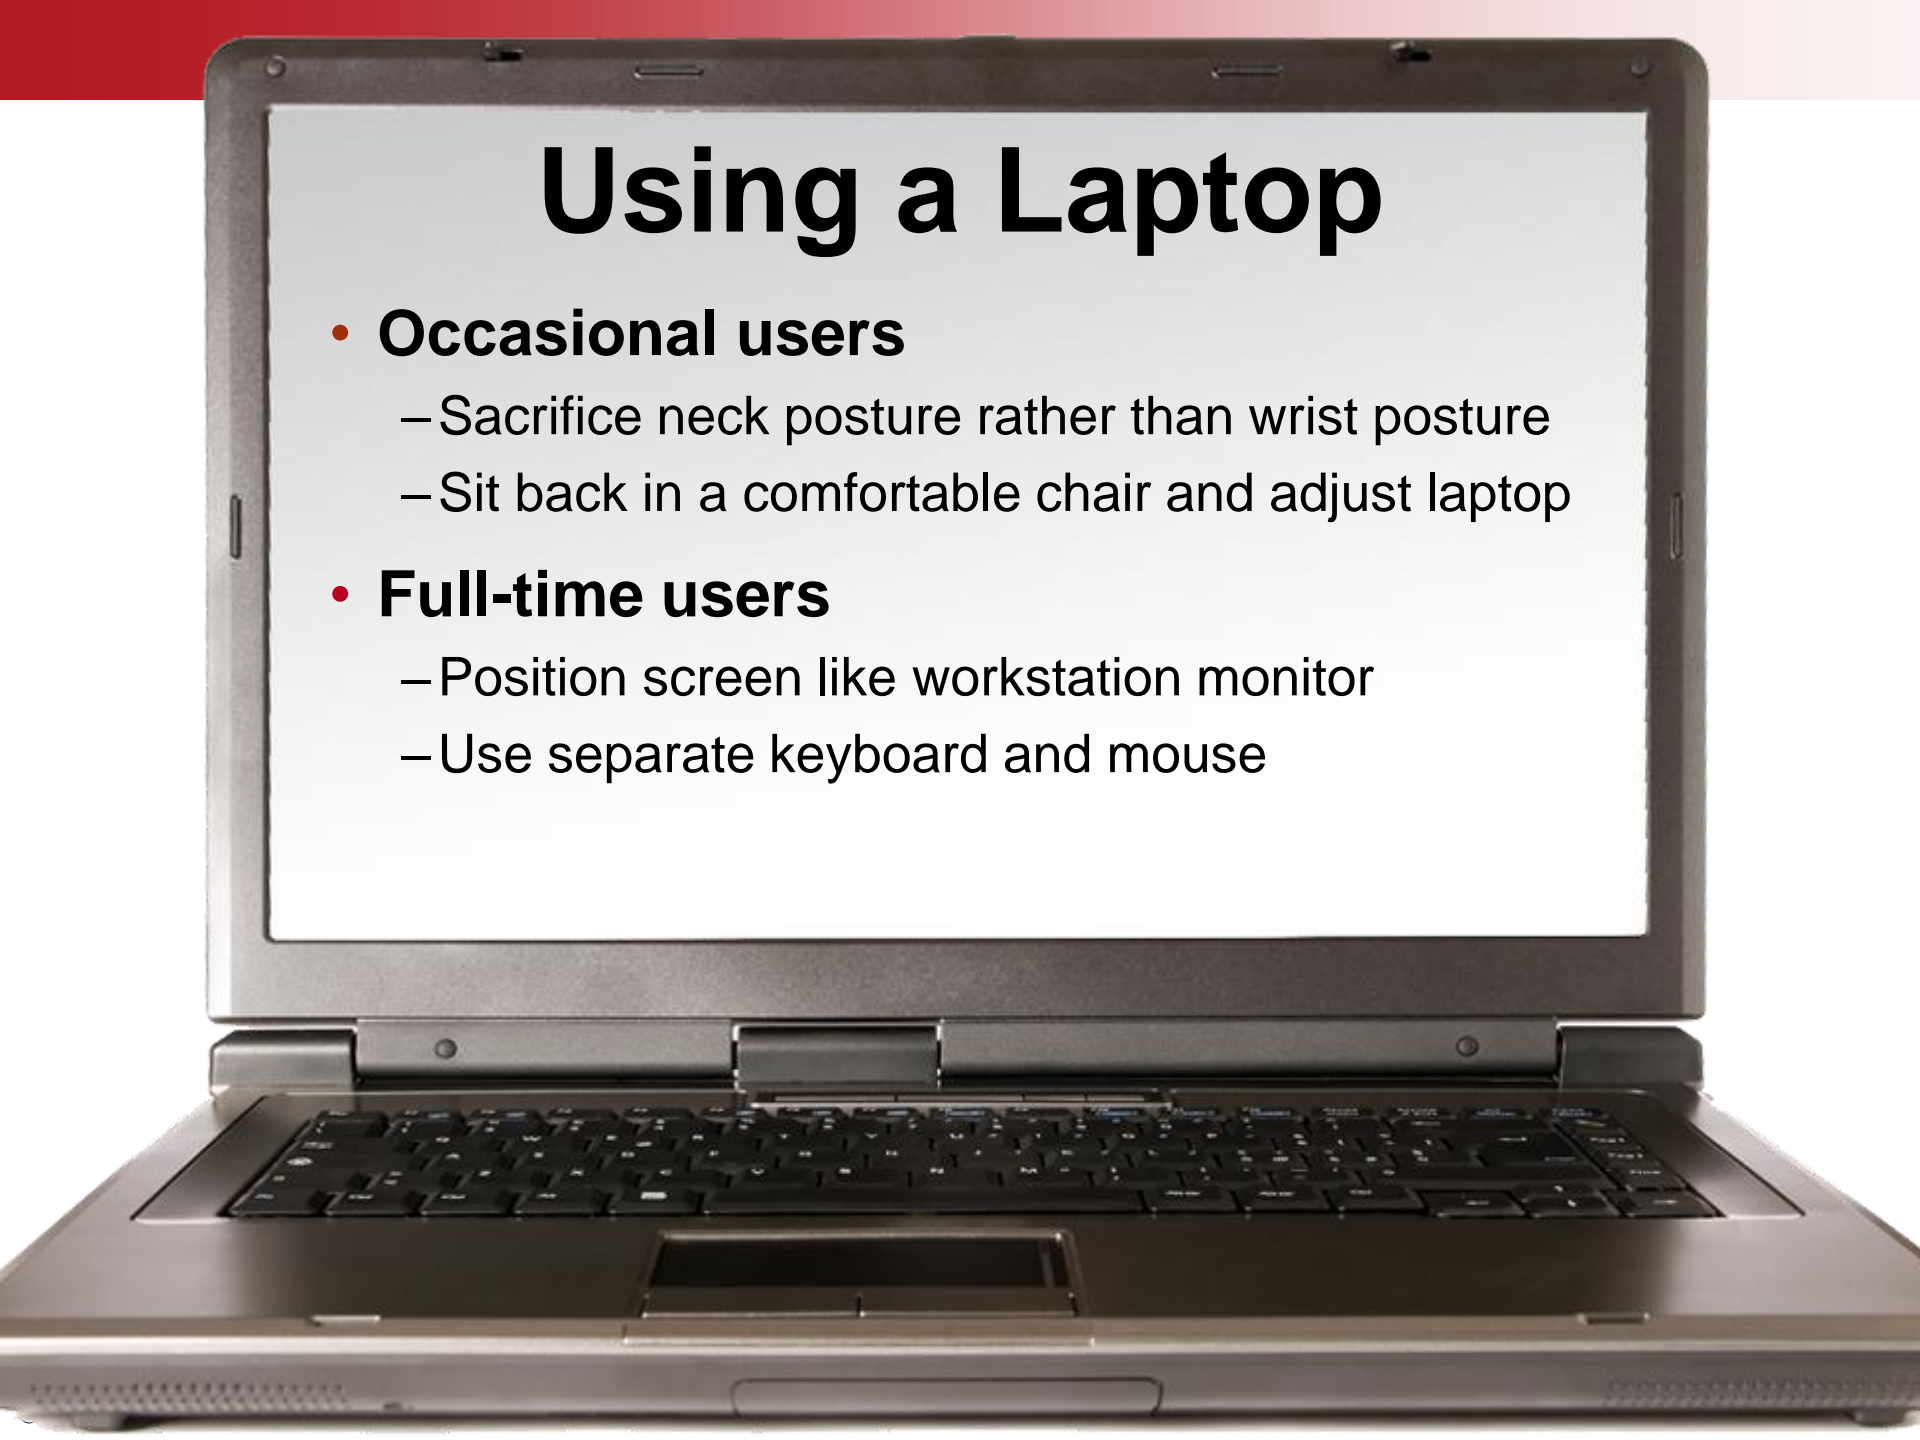 Using a Laptop
• Occasional users
–Sacrifice neck posture rather than wrist posture
–Sit back in a comfortable chair and adjust laptop
• Full-time users
–Position screen like workstation monitor
–Use separate keyboard and mouse